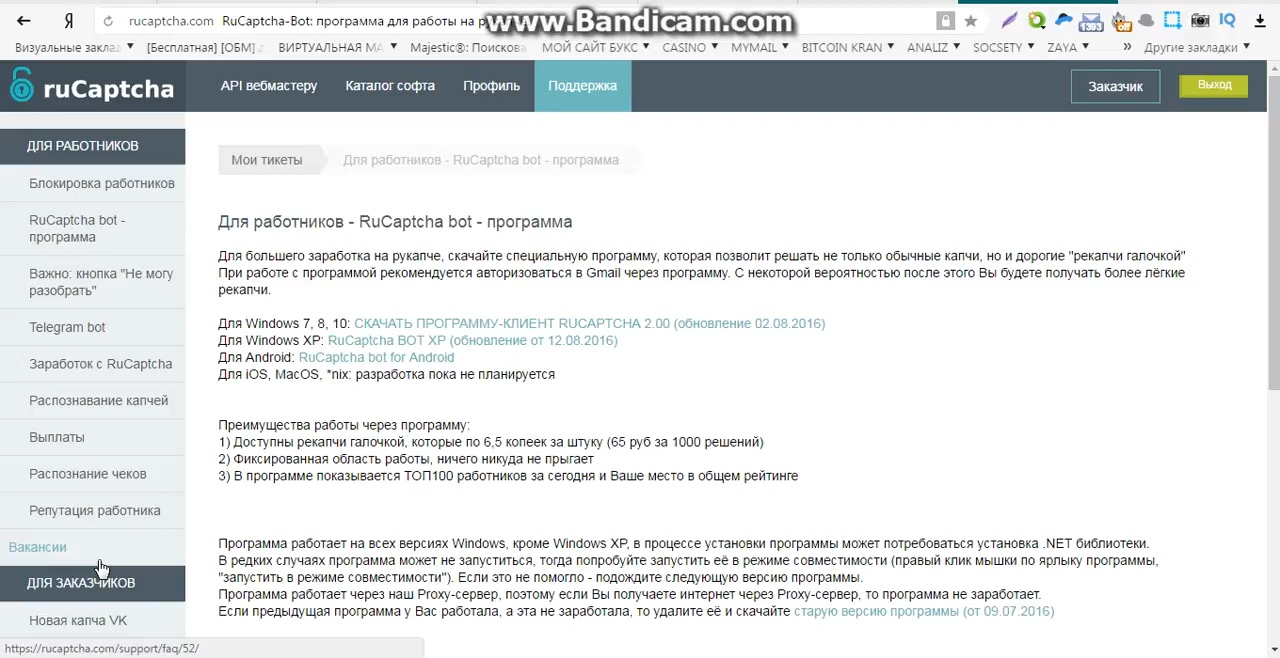 Я rucaptcha.com RuCaptcha-Bot: программа для работы на р
www.Bandicam.com
1393 off IQ
Визуальные заклад [Бесплатная] [ОБМ] ВИРТУАЛЬНАЯ МА Majestic®: Поискова МОЙ САЙТ БУКС CASINO MYMAIL BITCOIN KRAN ANALIZ SOCSETY ZAYA » Другие закладки
ruCaptcha API вебмастеру Каталог софта Профиль Поддержка Заказчик Выход
ДЛЯ РАБОТНИКОВ
Блокировка работников
RuCaptcha bot -
программа
Важно: кнопка "Не могу
разобрать"
Telegram bot
Заработок с RuCaptcha
Распознавание капчей
Выплаты
Распознание чеков
Репутация работника
Вакансии
ДЛЯ ЗАКАЗЧИКОВ
Новая капча VK
Мои тикеты Для работников - RuCaptcha bot - программа
Для работников - RuCaptcha bot - программа
Для большего заработка на рукапче, скачайте специальную программу, которая позволит решать не только обычные капчи, но и дорогие "рекапчи галочкой"
При работе с программой рекомендуется авторизоваться в Gmail через программу. С некоторой вероятностью после этого Вы будете получать более лёгкие
рекапчи.
Для Windows 7, 8, 10: СКАЧАТЬ ПРОГРАММУ-КЛИЕНТ RUCAPTCHA 2.00 (обновление 02.08.2016)
Для Windows XP: RuCaptcha BOT XP (обновление от 12.08.2016)
Для Android: RuCaptcha bot for Android
Для iOS, MacOS, *nix: разработка пока не планируется
Преимущества работы через программу:
1) Доступны рекапчи галочкой, которые по 6,5 копеек за штуку (65 руб за 1000 решений)
2) Фиксированная область работы, ничего никуда не прыгает
3) В программе показывается ТОП100 работников за сегодня и Ваше место в общем рейтинге
Программа работает на всех версиях Windows, кроме Windows XP, в процессе установки программы может потребоваться установка .NET библиотеки.
В редких случаях программа может не запуститься, тогда попробуйте запустить её в режиме совместимости (правый клик мышки по ярлыку программы,
"запустить в режиме совместимости"). Если это не помогло - подождите следующую версию программы.
Программа работает через наш Proxy-сервер, поэтому если Вы получаете интернет через Proxy-сервер, то программа не заработает.
Если предыдущая программа у Вас работала, а эта не заработала, то удалите её и скачайте старую версию программы (от 09.07.2016)
https://rucaptcha.com/support/faq/52/